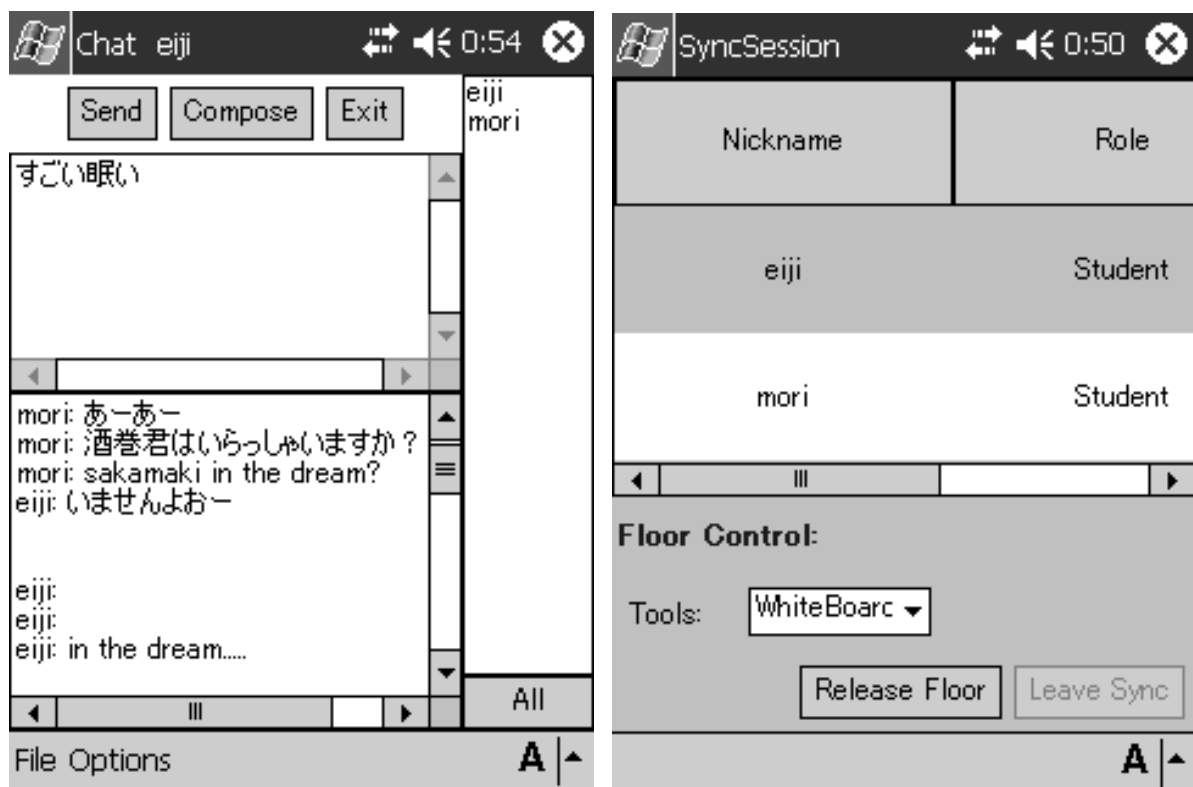 Chat eiji
0:54
Send
Compose
Exit
eiji
mori
すごい眠い
mori: あーあー
mori: 酒巻君はいらっしゃいますか？
mori: sakamaki in the dream?
eiji: いませんよおー
eiji:
eiji:
eiji: in the dream.....
All
File Options
A
SyncSession
0:50
Nickname
Role
eiji
Student
mori
Student
Floor Control:
Tools:
WhiteBoarc
Release Floor
Leave Sync
A